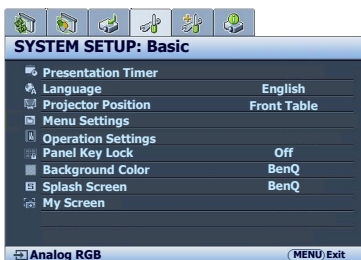 SYSTEM SETUP: Basic
Presentation Timer
Language English
Projector Position Front Table
Menu Settings
Operation Settings
Panel Key Lock Off
Background Color BenQ
Splash Screen BenQ
My Screen
Analog RGB MENU Exit